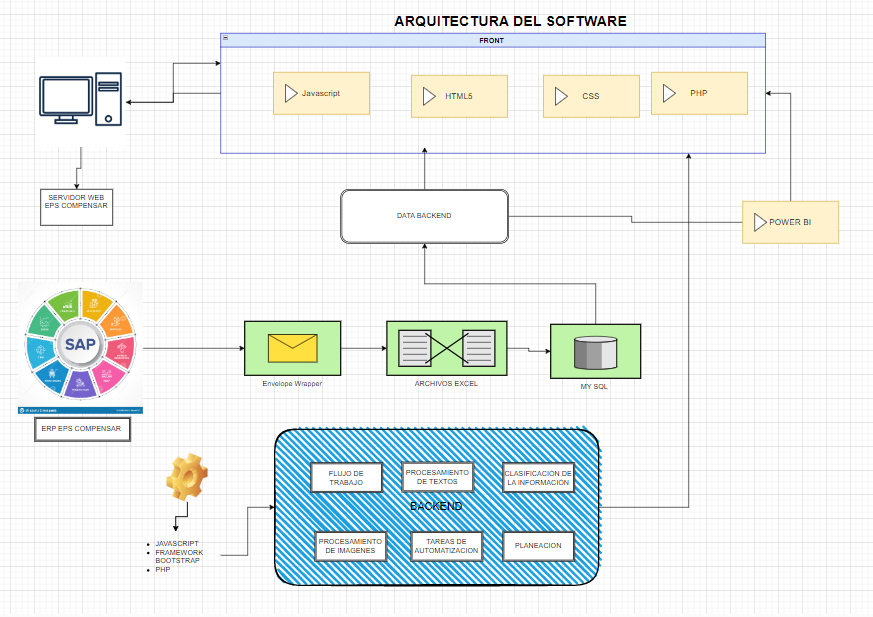 ARQUITECTURA DEL SOFTWARE
FRONT
Javascript
HTML5
CSS
PHP
SERVIDOR WEB
EPS COMPENSAR
DATA BACKEND
POWER BI
SAP
Envelope Wrapper
ARCHIVOS EXCEL
MY SQL
ERP EPS COMPENSAR
FLUJO DE
TRABAJO
PROCESAMIENTO
DE TEXTOS
CLASIFICACIÓN DE
LA INFORMACIÓN
BACKEND
PROCESAMIENTO
DE IMAGENES
TAREAS DE
AUTOMATIZACION
PLANEACION
• JAVASCRIPT
• FRAMEWORK
BOOTSTRAP
• PHP